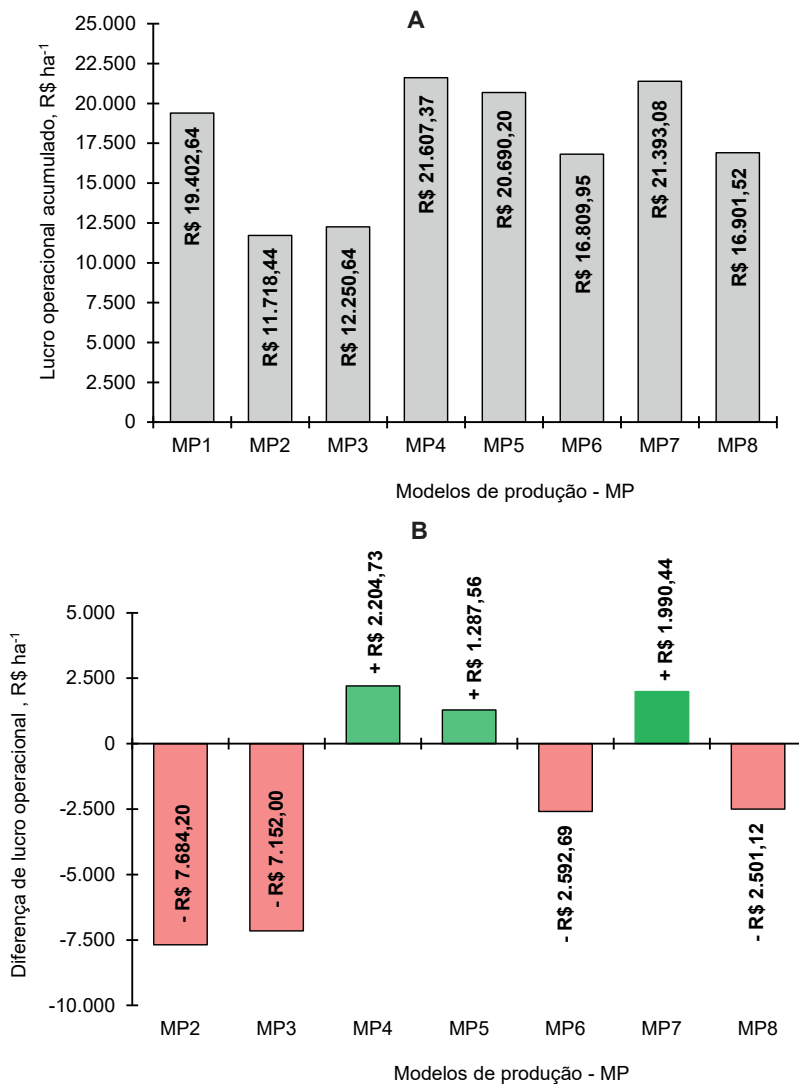 A
Lucro operacional acumulado, R$ ha⁻¹
25.000
22.500
20.000
17.500
15.000
12.500
10.000
7.500
5.000
2.500
0
R$ 19.402,64
R$ 11.718,44
R$ 12.250,64
R$ 21.607,37
R$ 20.690,20
R$ 16.809,95
R$ 21.393,08
R$ 16.901,52
MP1 MP2 MP3 MP4 MP5 MP6 MP7 MP8
Modelos de produção - MP
B
Diferença de lucro operacional , R$ ha⁻¹
5.000
2.500
0
-2.500
-5.000
-7.500
-10.000
- R$ 7.684,20
- R$ 7.152,00
+ R$ 2.204,73
+ R$ 1.287,56
- R$ 2.592,69
+ R$ 1.990,44
- R$ 2.501,12
MP2 MP3 MP4 MP5 MP6 MP7 MP8
Modelos de produção - MP